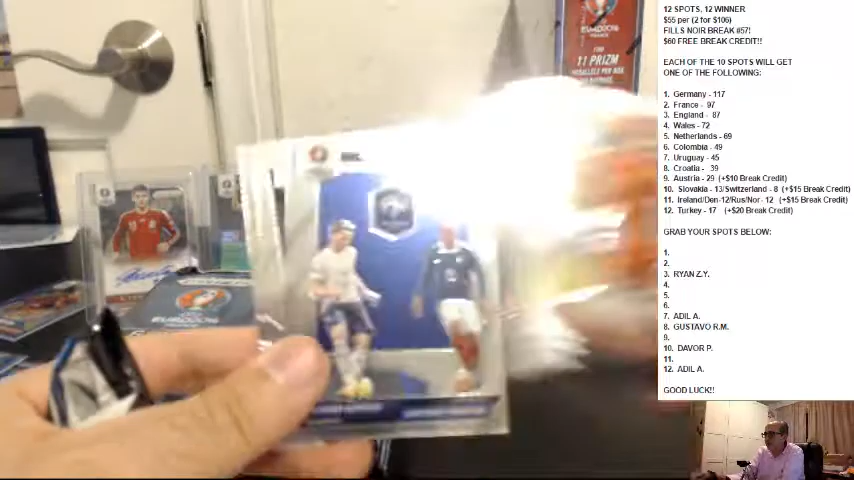 12 SPOTS, 12 WINNER
$55 per (2 for $106)
FILLS NOIR BREAK #57!
$60 FREE BREAK CREDIT!!
EACH OF THE 10 SPOTS WILL GET
ONE OF THE FOLLOWING:
1. Germany - 117
2. France - 97
3. England - 87
4. Wales - 72
5. Netherlands - 69
6. Colombia - 49
7. Uruguay - 45
8. Croatia - 39
9. Austria - 29 (+$10 Break Credit)
10. Slovakia - 13/Switzerland - 8 (+$15 Break Credit)
11. Ireland/Den-12/Rus/Nor- 12 (+$15 Break Credit)
12. Turkey - 17 (+$20 Break Credit)
GRAB YOUR SPOTS BELOW:
1.
2.
3. RYAN Z.Y.
4.
5.
6.
7. ADIL A.
8. GUSTAVO R.M.
9.
10. DAVOR P.
11.
12. ADIL A.
GOOD LUCK!!
EURO2016
FRANCE
11 PRIZM